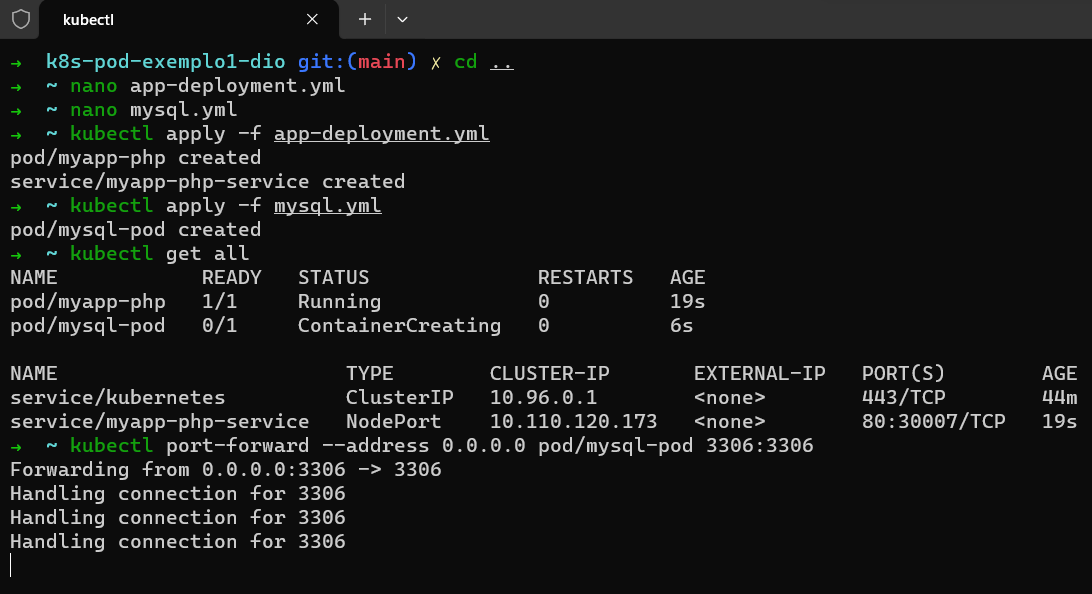 kubectl
→ k8s-pod-exemplo1-dio git:(main) ✗ cd ..
→ ~ nano app-deployment.yml
→ ~ nano mysql.yml
→ ~ kubectl apply -f app-deployment.yml
pod/myapp-php created
service/myapp-php-service created
→ ~ kubectl apply -f mysql.yml
pod/mysql-pod created
→ ~ kubectl get all
NAME READY STATUS RESTARTS AGE
pod/myapp-php 1/1 Running 0 19s
pod/mysql-pod 0/1 ContainerCreating 0 6s
NAME TYPE CLUSTER-IP EXTERNAL-IP PORT(S) AGE
service/kubernetes ClusterIP 10.96.0.1 <none> 443/TCP 44m
service/myapp-php-service NodePort 10.110.120.173 <none> 80:30007/TCP 19s
→ ~ kubectl port-forward --address 0.0.0.0 pod/mysql-pod 3306:3306
Forwarding from 0.0.0.0:3306 -> 3306
Handling connection for 3306
Handling connection for 3306
Handling connection for 3306